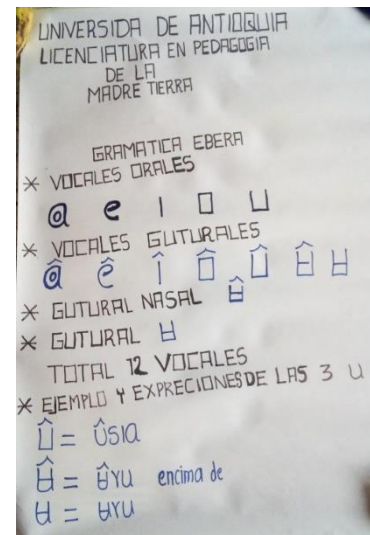 UNIVERSIDA DE ANTIOQUIA
LICENCIATURA EN PEDAGOGIA
DE LA
MADRE TIERRA
GRAMATICA EBERA
* VOCALES ORALES
a e i o u
* VOCALES GUTURALES
â ê î ô û ʉ̂ ʉ
* GUTURAL NASAL ʉ̂
* GUTURAL ʉ
TOTAL 12 VOCALES
* EJEMPLO Y EXPRECIONES DE LAS 3 U
Û = Ûsia
Ʉ̂ = Ʉ̂YU encima de
Ʉ = ɄYU